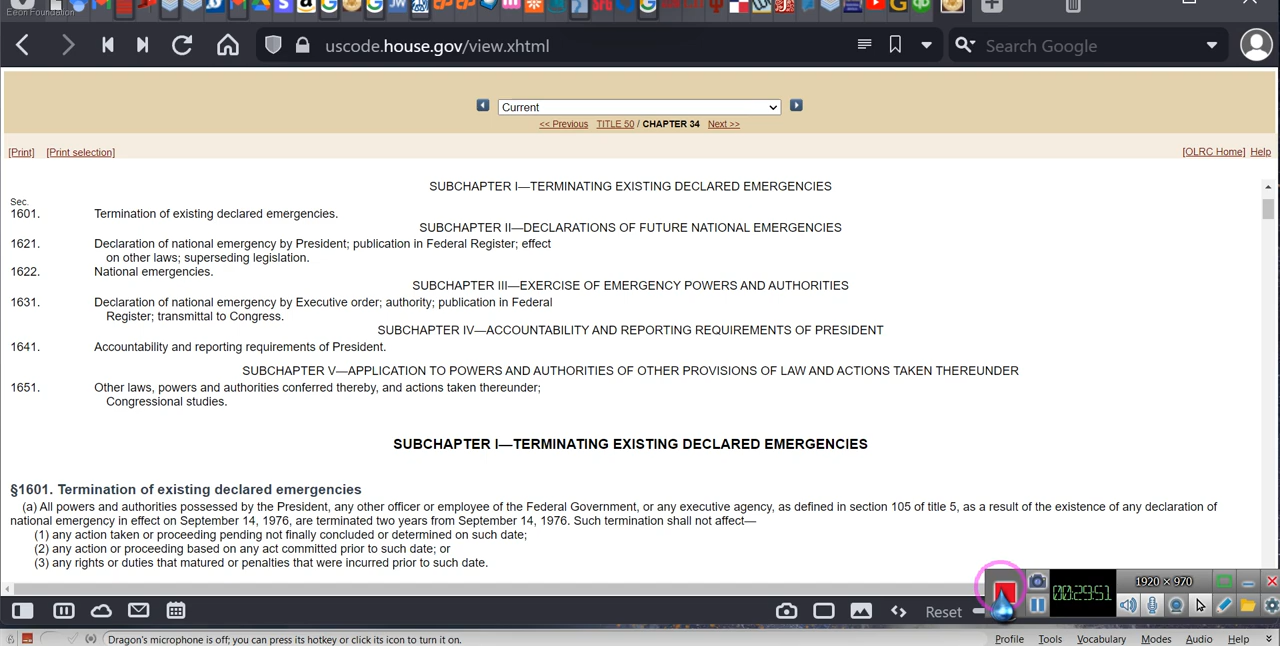 Eeon Foundation
uscode.house.gov/view.xhtml
Search Google
Current
<< Previous TITLE 50 / CHAPTER 34 Next >>
[Print] [Print selection] [OLRC Home] Help
SUBCHAPTER I—TERMINATING EXISTING DECLARED EMERGENCIES
Sec.
1601. Termination of existing declared emergencies.
SUBCHAPTER II—DECLARATIONS OF FUTURE NATIONAL EMERGENCIES
1621. Declaration of national emergency by President; publication in Federal Register; effect
on other laws; superseding legislation.
1622. National emergencies.
SUBCHAPTER III—EXERCISE OF EMERGENCY POWERS AND AUTHORITIES
1631. Declaration of national emergency by Executive order; authority; publication in Federal
Register; transmittal to Congress.
SUBCHAPTER IV—ACCOUNTABILITY AND REPORTING REQUIREMENTS OF PRESIDENT
1641. Accountability and reporting requirements of President.
SUBCHAPTER V—APPLICATION TO POWERS AND AUTHORITIES OF OTHER PROVISIONS OF LAW AND ACTIONS TAKEN THEREUNDER
1651. Other laws, powers and authorities conferred thereby, and actions taken thereunder;
Congressional studies.
SUBCHAPTER I—TERMINATING EXISTING DECLARED EMERGENCIES
§1601. Termination of existing declared emergencies
(a) All powers and authorities possessed by the President, any other officer or employee of the Federal Government, or any executive agency, as defined in section 105 of title 5, as a result of the existence of any declaration of
national emergency in effect on September 14, 1976, are terminated two years from September 14, 1976. Such termination shall not affect—
(1) any action taken or proceeding pending not finally concluded or determined on such date;
(2) any action or proceeding based on any act committed prior to such date; or
(3) any rights or duties that matured or penalties that were incurred prior to such date.
00:29:51
1920 × 970
Reset
Dragon's microphone is off; you can press its hotkey or click its icon to turn it on.
Profile Tools Vocabulary Modes Audio Help